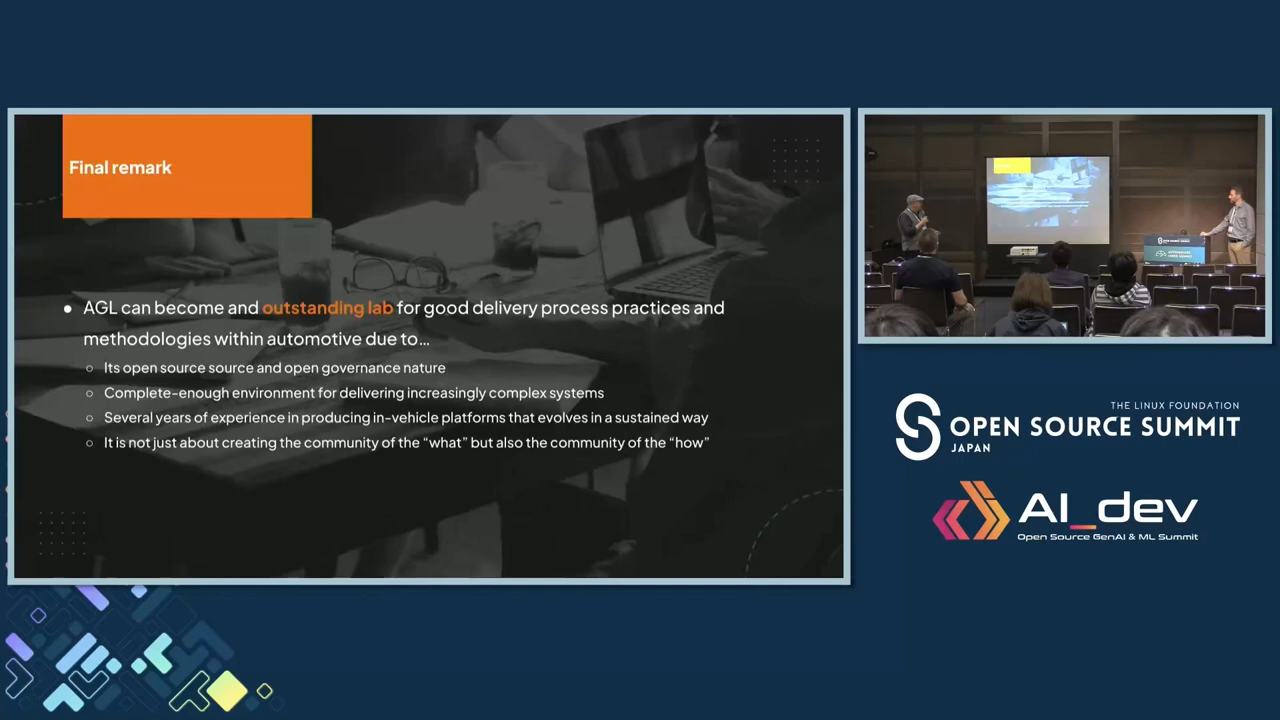 Final remark
AGL can become and outstanding lab for good delivery process practices and
methodologies within automotive due to...
Its open source source and open governance nature
Complete-enough environment for delivering increasingly complex systems
Several years of experience in producing in-vehicle platforms that evolves in a sustained way
It is not just about creating the community of the “what” but also the community of the “how”
THE LINUX FOUNDATION
OPEN SOURCE SUMMIT
JAPAN
AI_dev
Open Source GenAI & ML Summit